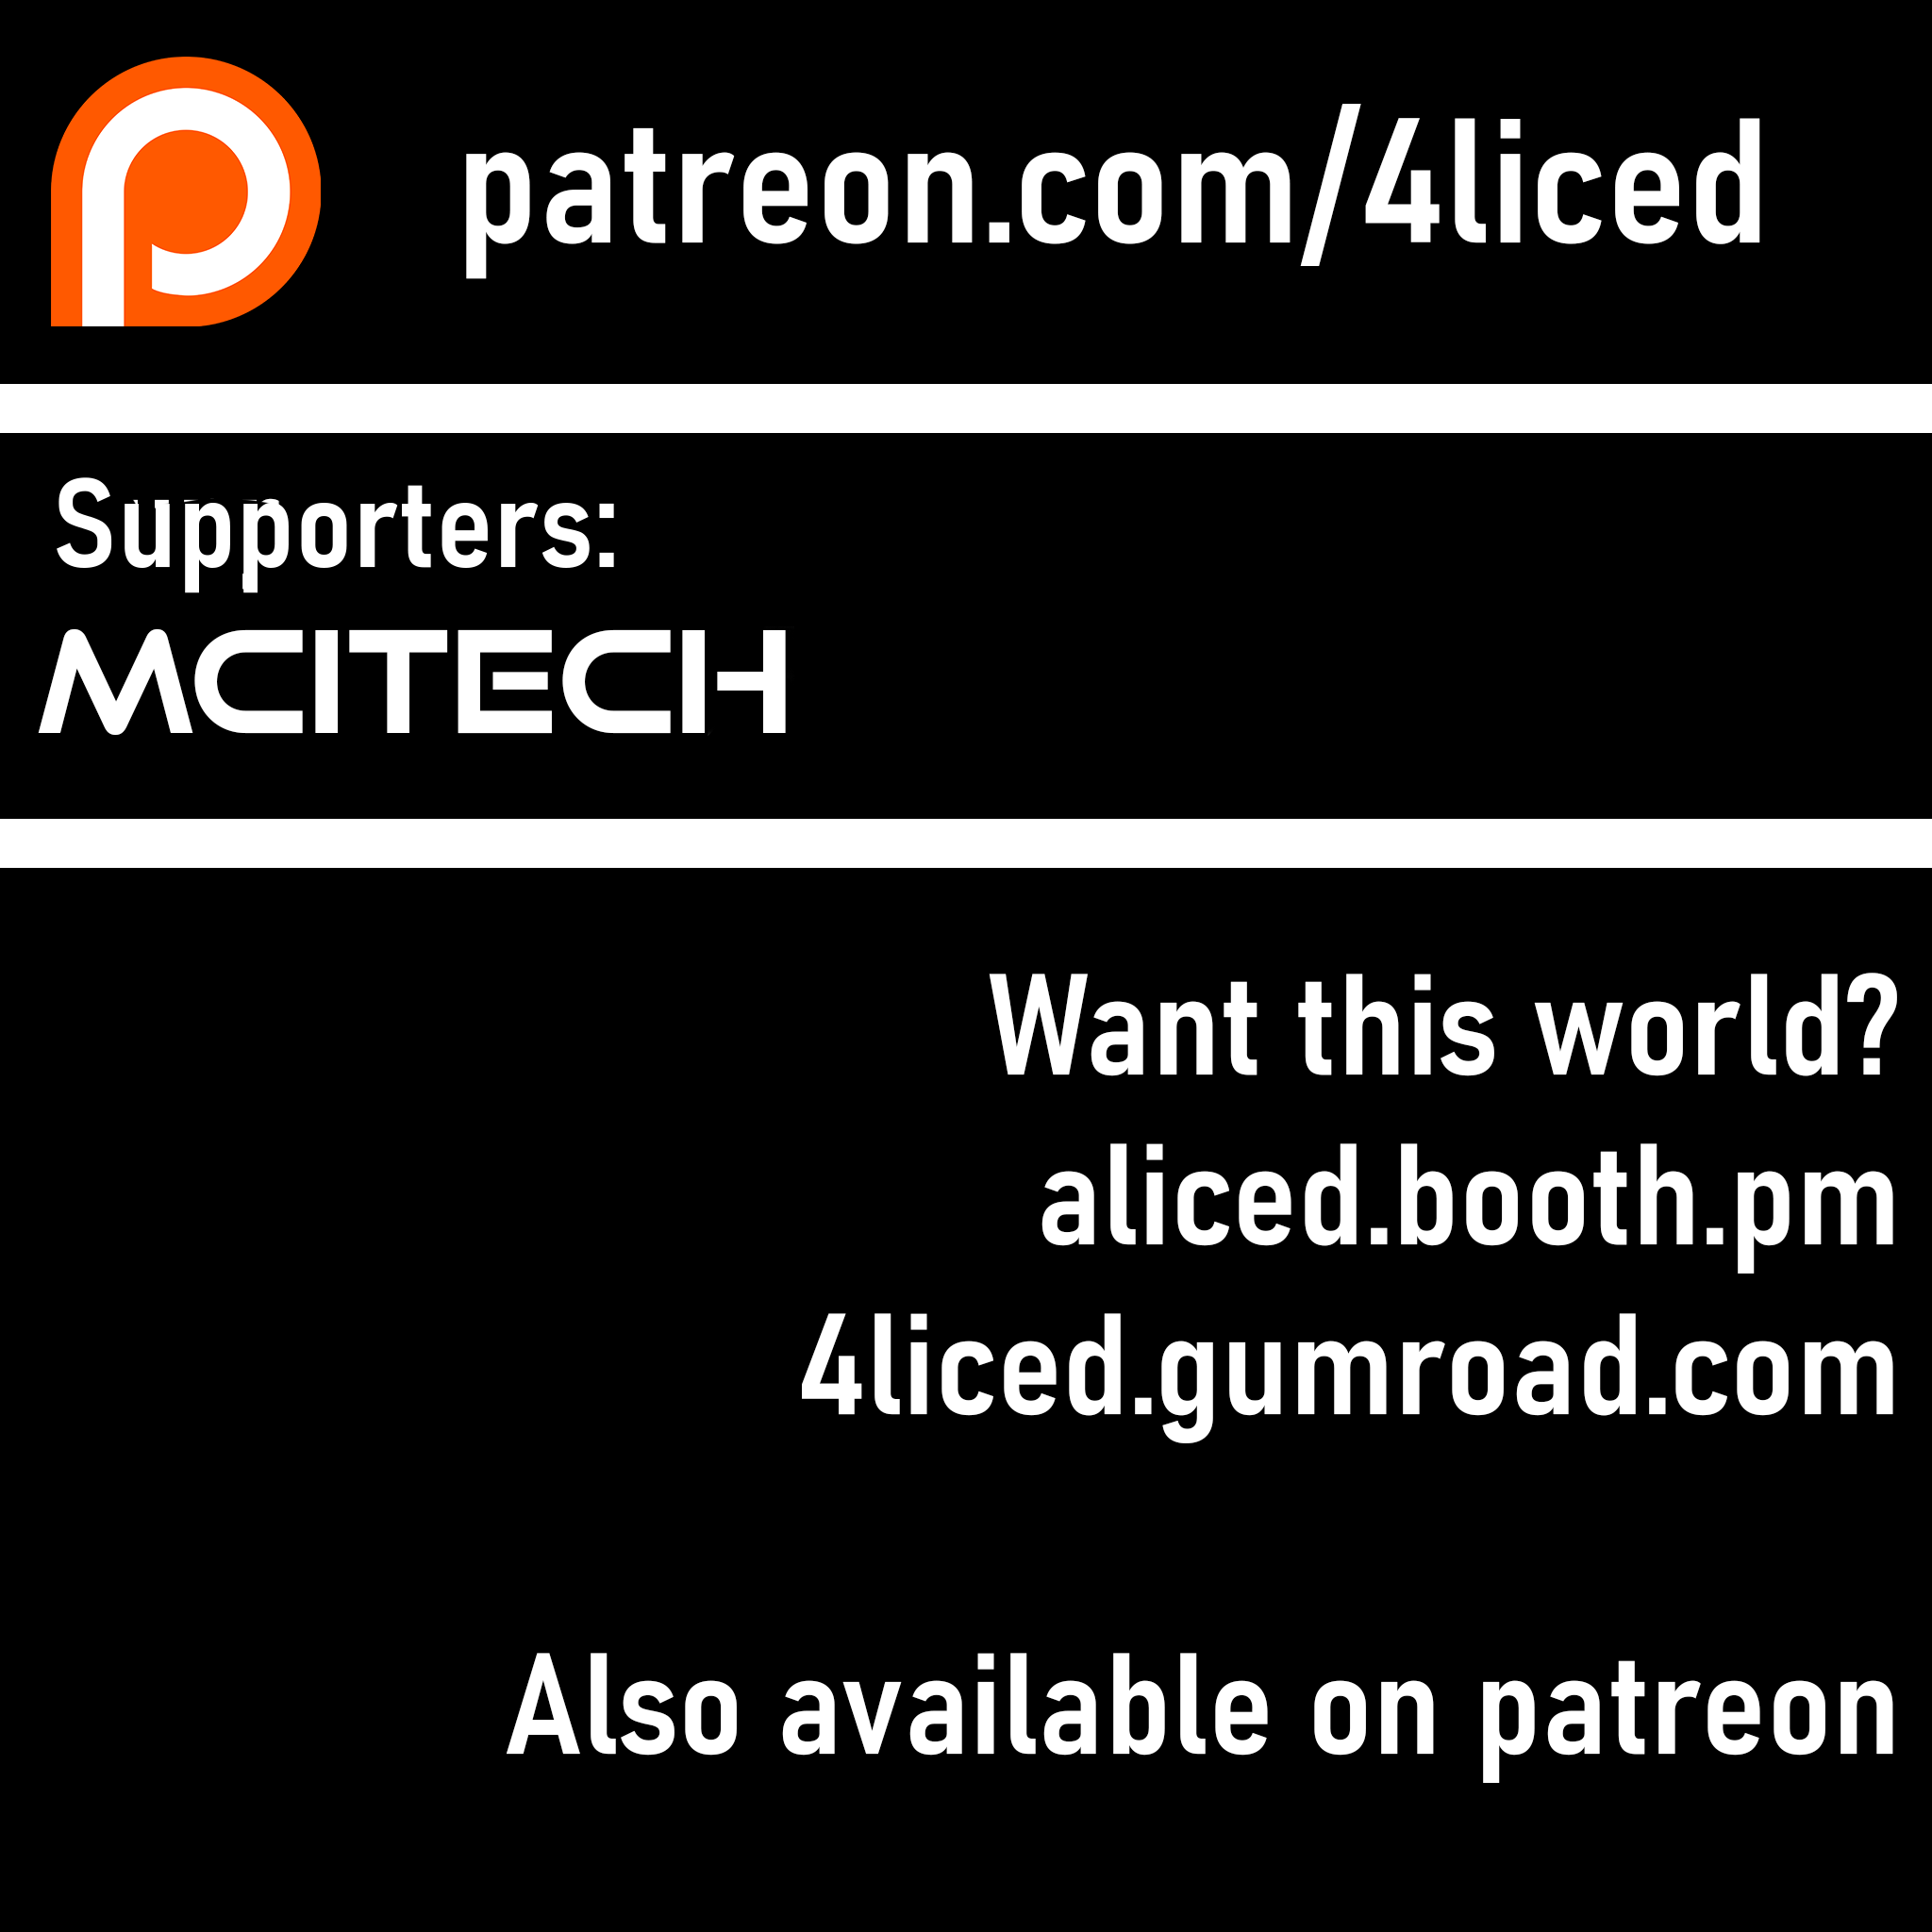 patreon.com/4liced
Supporters:
MCITECH
Want this world?
aliced.booth.pm
4liced.gumroad.com
Also available on patreon